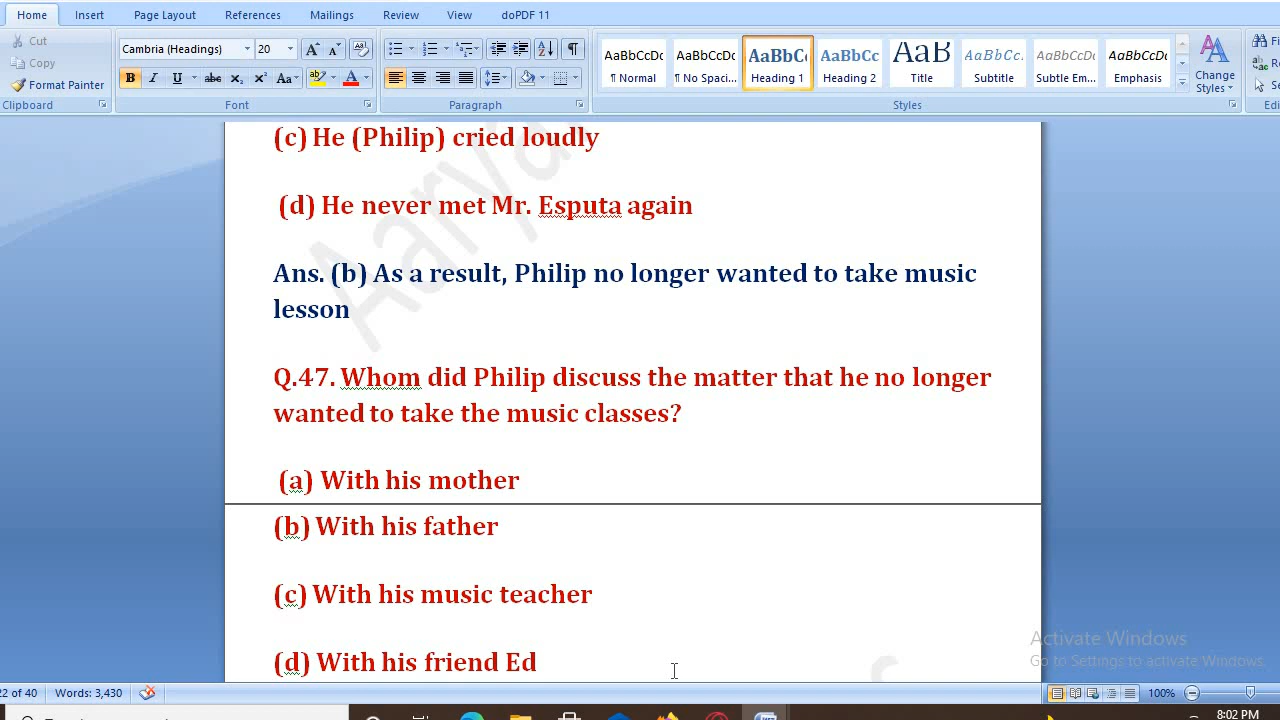 Home Insert Page Layout References Mailings Review View doPDF 11
Cut
Copy
Format Painter
Cambria (Headings) 20
B I U abc x₂ x² Aa
AaBbCcDc AaBbCcDc AaBbCc AaBbCc AaB AaBbCc. AaBbCcDc AaBbCcDc
¶ Normal ¶ No Spaci... Heading 1 Heading 2 Title Subtitle Subtle Em... Emphasis
Change
Styles
Clipboard Font Paragraph Styles
(c) He (Philip) cried loudly
(d) He never met Mr. Esputa again
Ans. (b) As a result, Philip no longer wanted to take music
lesson
Q.47. Whom did Philip discuss the matter that he no longer
wanted to take the music classes?
(a) With his mother
(b) With his father
(c) With his music teacher
(d) With his friend Ed
Activate Windows
Go to Settings to activate Windows.
22 of 40 Words: 3,430 100%
8:02 PM